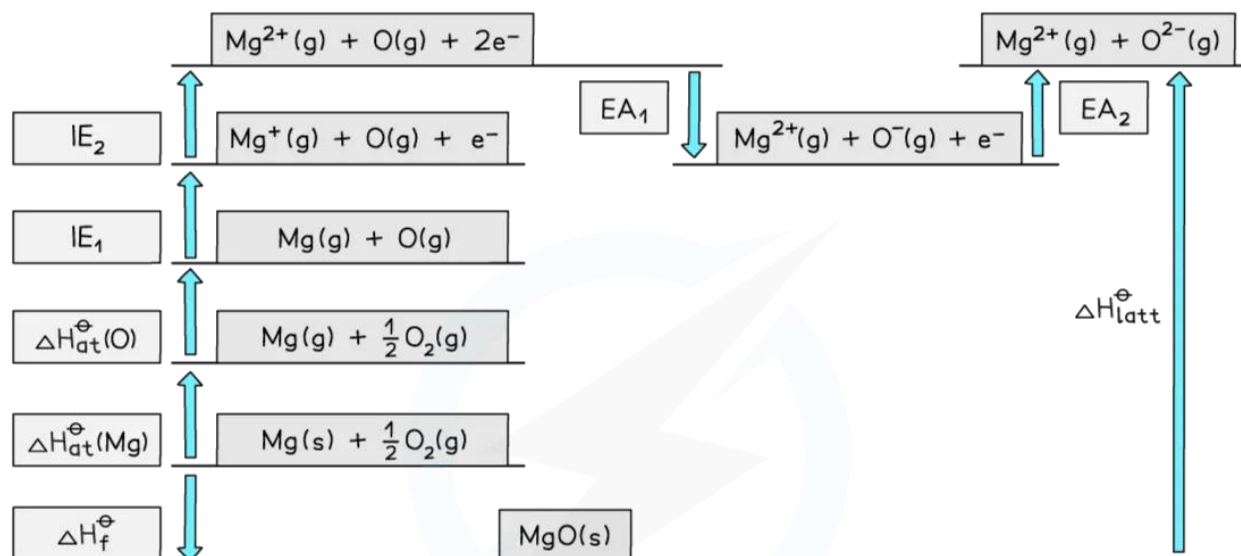 Mg²⁺(g) + O(g) + 2e⁻
Mg²⁺(g) + O²⁻(g)
EA₁
EA₂
IE₂
Mg⁺(g) + O(g) + e⁻
Mg²⁺(g) + O⁻(g) + e⁻
IE₁
Mg(g) + O(g)
ΔH⦵latt
ΔH⦵at(O)
Mg(g) + ½O₂(g)
ΔH⦵at(Mg)
Mg(s) + ½O₂(g)
ΔH⦵f
MgO(s)